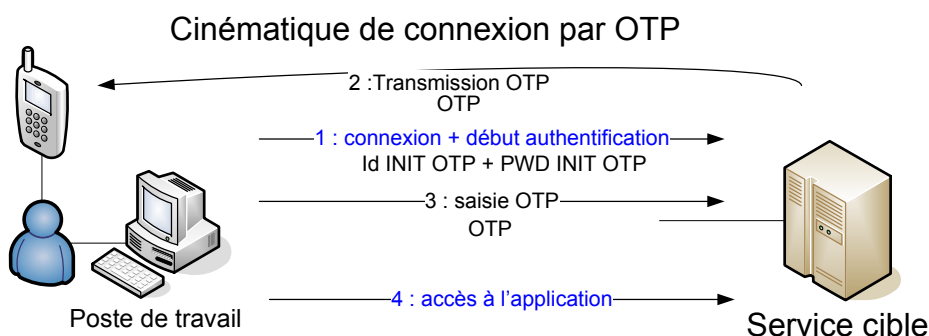 Cinématique de connexion par OTP
2 :Transmission OTP
OTP
1 : connexion + début authentification
Id INIT OTP + PWD INIT OTP
3 : saisie OTP
OTP
4 : accès à l’application
Poste de travail
Service cible